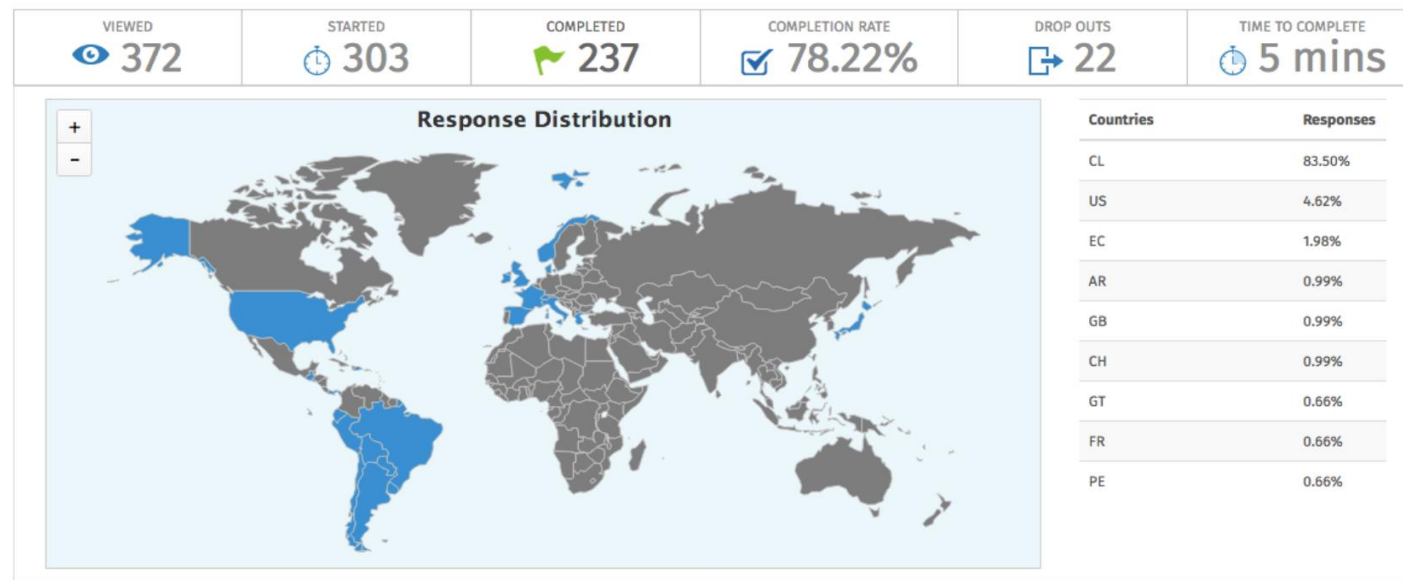 VIEWED
372
STARTED
303
COMPLETED
237
COMPLETION RATE
78.22%
DROP OUTS
22
TIME TO COMPLETE
5 mins
+
-
Response Distribution
Countries Responses
CL 83.50%
US 4.62%
EC 1.98%
AR 0.99%
GB 0.99%
CH 0.99%
GT 0.66%
FR 0.66%
PE 0.66%